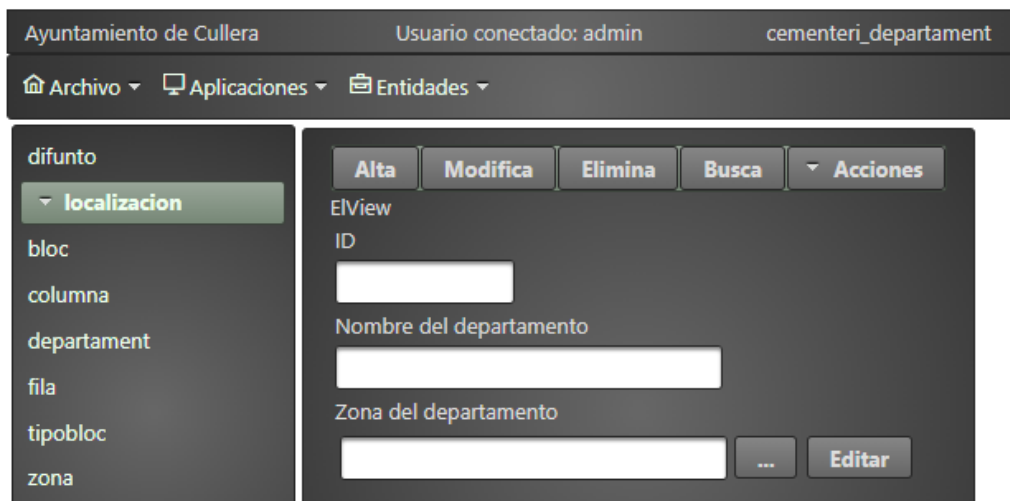 Ayuntamiento de Cullera Usuario conectado: admin cementeri_departament
Archivo Aplicaciones Entidades
difunto
localizacion
bloc
columna
departament
fila
tipobloc
zona
Alta Modifica Elimina Busca Acciones
ElView
ID
Nombre del departamento
Zona del departamento
... Editar